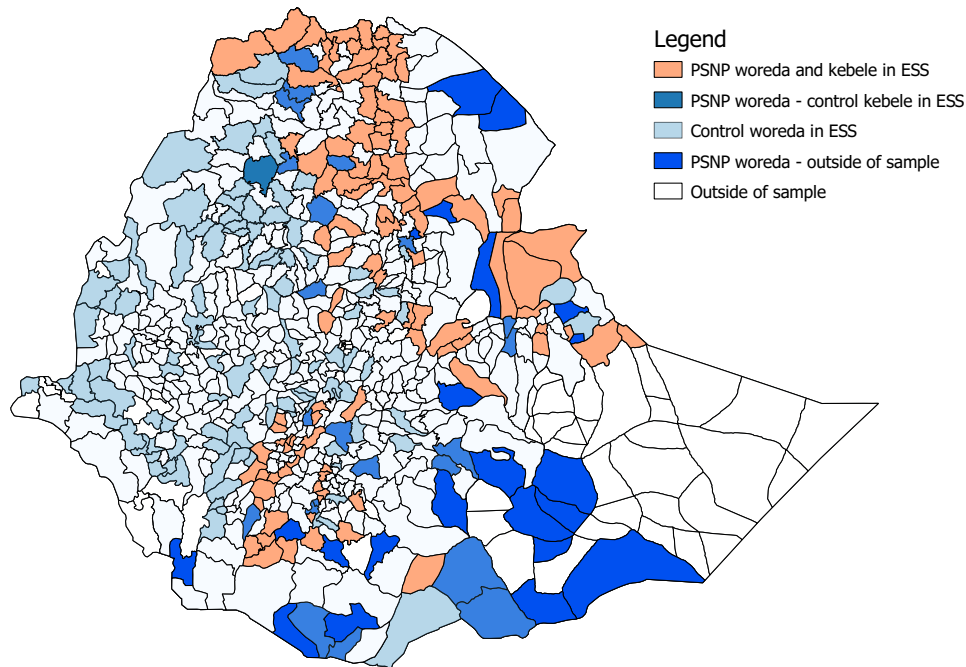 Legend
PSNP woreda and kebele in ESS
PSNP woreda - control kebele in ESS
Control woreda in ESS
PSNP woreda - outside of sample
Outside of sample